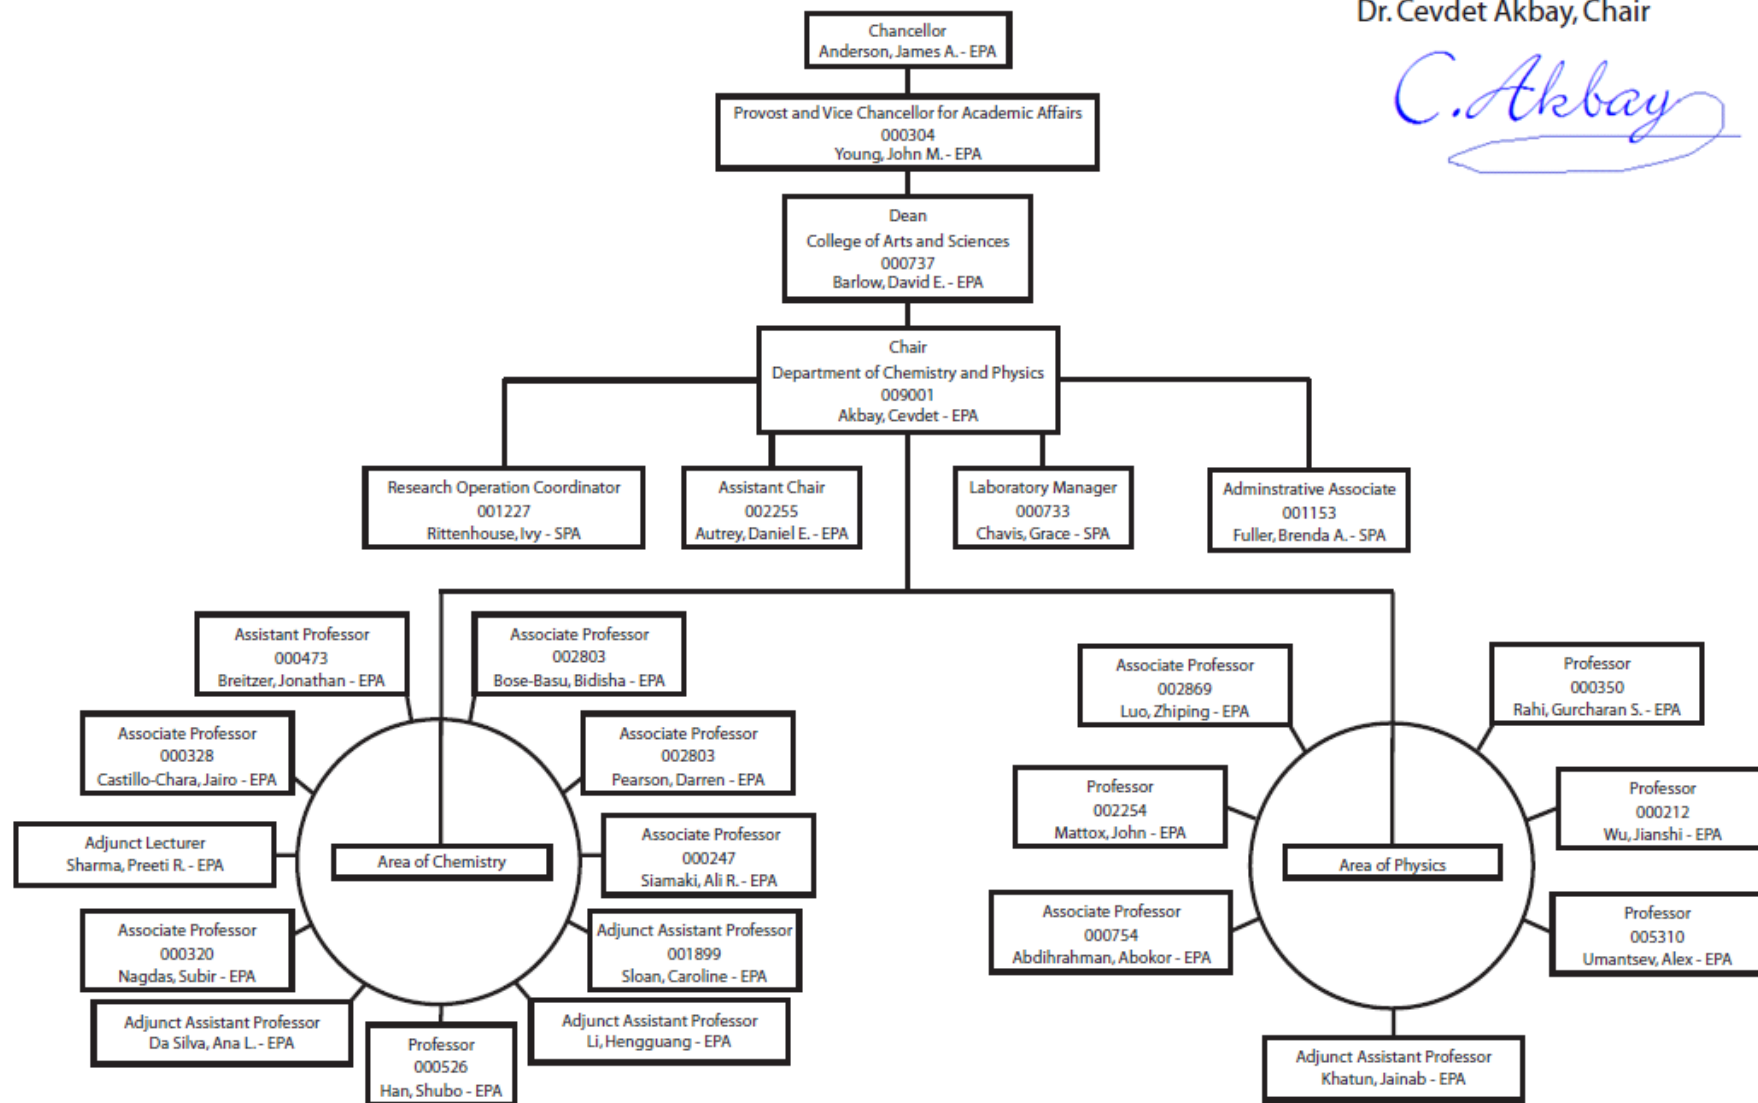 Dr. Cevdet Akbay, Chair
C. Akbay
Chancellor
Anderson, James A. - EPA
Provost and Vice Chancellor for Academic Affairs
000304
Young, John M. - EPA
Dean
College of Arts and Sciences
000737
Barlow, David E. - EPA
Chair
Department of Chemistry and Physics
009001
Akbay, Cevdet - EPA
Research Operation Coordinator
001227
Rittenhouse, Ivy - SPA
Assistant Chair
002255
Autrey, Daniel E. - EPA
Laboratory Manager
000733
Chavis, Grace - SPA
Adminstrative Associate
001153
Fuller, Brenda A. - SPA
Assistant Professor
000473
Breitzer, Jonathan - EPA
Associate Professor
002803
Bose-Basu, Bidisha - EPA
Associate Professor
000328
Castillo-Chara, Jairo - EPA
Associate Professor
002803
Pearson, Darren - EPA
Adjunct Lecturer
Sharma, Preeti R. - EPA
Area of Chemistry
Associate Professor
000247
Siamaki, Ali R. - EPA
Associate Professor
000320
Nagdas, Subir - EPA
Adjunct Assistant Professor
001899
Sloan, Caroline - EPA
Adjunct Assistant Professor
Da Silva, Ana L. - EPA
Professor
000526
Han, Shubo - EPA
Adjunct Assistant Professor
Li, Hengguang - EPA
Associate Professor
002869
Luo, Zhiping - EPA
Professor
000350
Rahi, Gurcharan S. - EPA
Professor
002254
Mattox, John - EPA
Professor
000212
Wu, Jianshi - EPA
Area of Physics
Associate Professor
000754
Abdihrahman, Abokor - EPA
Professor
005310
Umantsev, Alex - EPA
Adjunct Assistant Professor
Khatun, Jainab - EPA